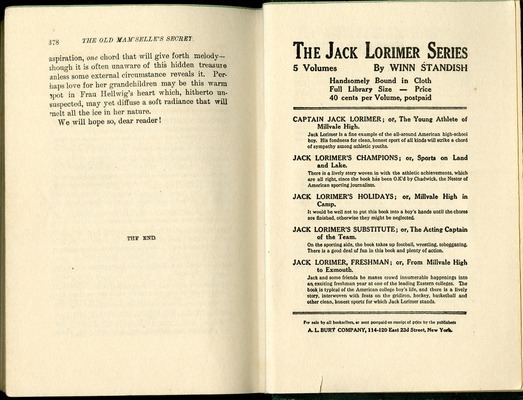 378 THE OLD MAM'SELLE'S SECRET.
aspiration, one chord that will give forth melody—
though it is often unaware of this hidden treasure
unless some external circumstance reveals it. Per-
haps love for her grandchildren may be this warm
spot in Frau Hellwig's heart which, hitherto un-
suspected, may yet diffuse a soft radiance that will
melt all the ice in her nature.
We will hope so, dear reader!
THE END
THE JACK LORIMER SERIES
5 Volumes By WINN STANDISH
Handsomely Bound in Cloth
Full Library Size — Price
40 cents per Volume, postpaid
CAPTAIN JACK LORIMER; or, The Young Athlete of
Millvale High.
Jack Lorimer is a fine example of the all-around American high-school
boy. His fondness for clean, honest sport of all kinds will strike a chord
of sympathy among athletic youths.
JACK LORIMER'S CHAMPIONS; or, Sports on Land
and Lake.
There is a lively story woven in with the athletic achievements, which
are all right, since the book has been O.K'd by Chadwick, the Nestor of
American sporting journalism.
JACK LORIMER'S HOLIDAYS; or, Millvale High in
Camp.
It would be well not to put this book into a boy's hands until the chores
are finished, otherwise they might be neglected.
JACK LORIMER'S SUBSTITUTE; or, The Acting Captain
of the Team.
On the sporting side, the book takes up football, wrestling, tobogganing.
There is a good deal of fun in this book and plenty of action.
JACK LORIMER, FRESHMAN; or, From Millvale High
to Exmouth.
Jack and some friends he makes crowd innumerable happenings into
an exciting freshman year at one of the leading Eastern colleges. The
book is typical of the American college boy's life, and there is a lively
story, interwoven with feats on the gridiron, hockey, basketball and
other clean, honest sports for which Jack Lorimer stands.
For sale by all booksellers, or sent postpaid on receipt of price by the publishers
A. L. BURT COMPANY, 114-120 East 23d Street, New York.